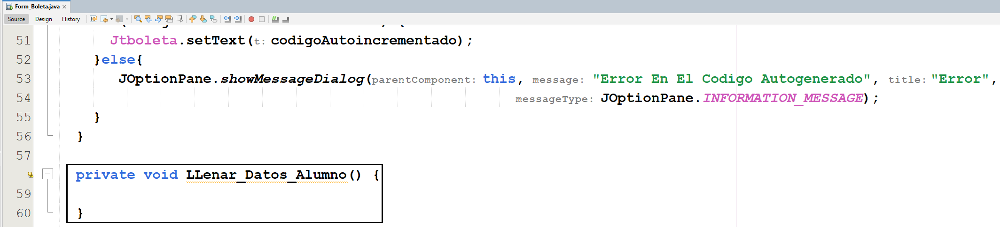 Form_Boleta.java
Source Design History
51 Jtboleta.setText(t: codigoAutoincrementado);
52 }else{
53 JOptionPane.showMessageDialog(parentComponent: this, message: "Error En El Codigo Autogenerado", title: "Error",
54 messageType: JOptionPane.INFORMATION_MESSAGE);
55 }
56 }
57
private void LLenar_Datos_Alumno() {
59
60 }